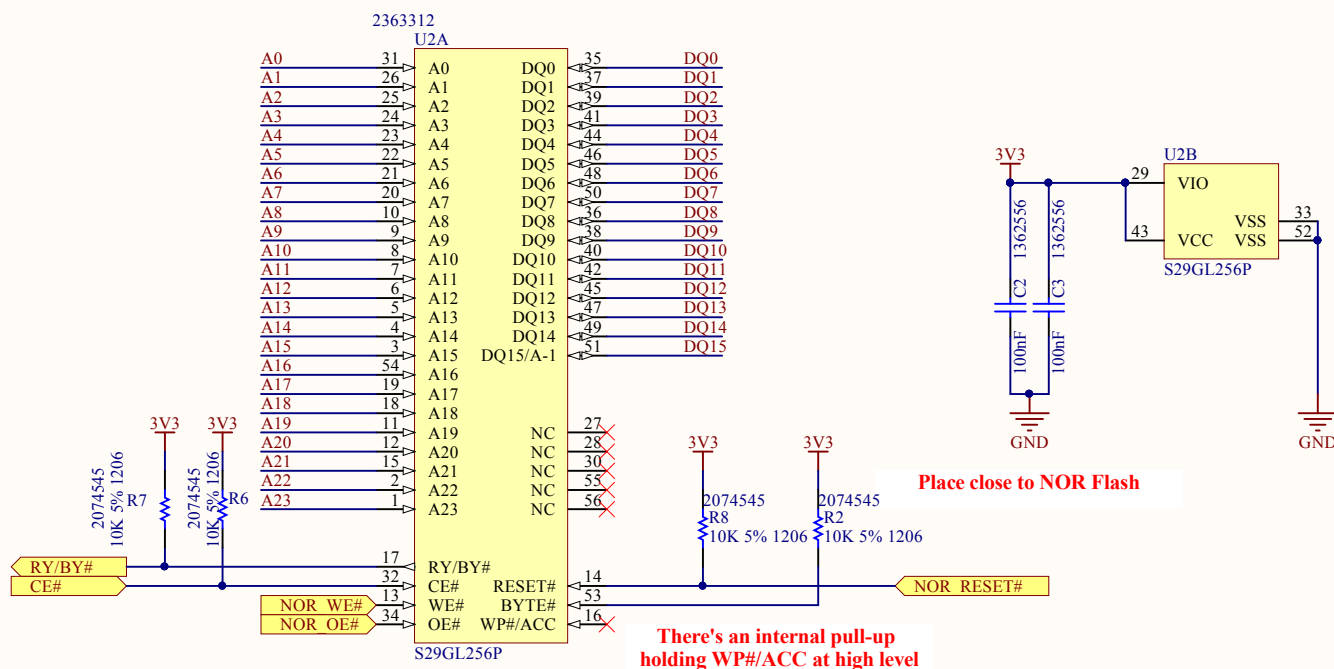 2363312
U2A
A0 31 A0 DQ0 35 DQ0
A1 26 A1 DQ1 37 DQ1
A2 25 A2 DQ2 39 DQ2
A3 24 A3 DQ3 41 DQ3
A4 23 A4 DQ4 44 DQ4
A5 22 A5 DQ5 46 DQ5
A6 21 A6 DQ6 48 DQ6
A7 20 A7 DQ7 50 DQ7
A8 10 A8 DQ8 36 DQ8
A9 9 A9 DQ9 38 DQ9
A10 8 A10 DQ10 40 DQ10
A11 7 A11 DQ11 42 DQ11
A12 6 A12 DQ12 45 DQ12
A13 5 A13 DQ13 47 DQ13
A14 4 A14 DQ14 49 DQ14
A15 3 A15 DQ15/A-1 51 DQ15
A16 54 A16
A17 19 A17
A18 18 A18
A19 11 A19 NC 27
A20 12 A20 NC 28
A21 15 A21 NC 30
A22 2 A22 NC 55
A23 1 A23 NC 56
3V3
3V3
2074545
10K 5% 1206
R7
2074545
10K 5% 1206
R6
RY/BY# 17 RY/BY#
CE# 32 CE# RESET# 14 NOR_RESET#
NOR_WE# 13 WE# BYTE# 53
NOR_OE# 34 OE# WP#/ACC 16
S29GL256P
3V3
3V3
2074545
R8
10K 5% 1206
2074545
R2
10K 5% 1206
There's an internal pull-up
holding WP#/ACC at high level
3V3
U2B
29 VIO
43 VCC
VSS 33
VSS 52
S29GL256P
1362556
C2
100nF
1362556
C3
100nF
GND
GND
Place close to NOR Flash